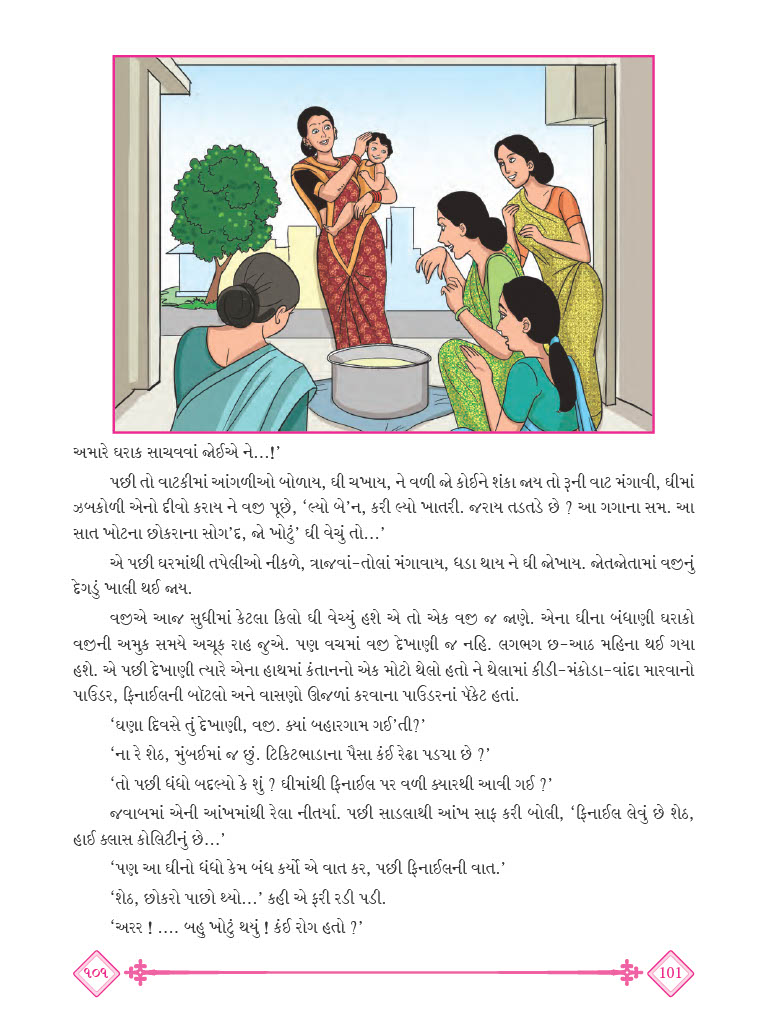 અમારે ઘરાક સાચવવાં જોઈએ ને...!’
પછી તો વાટકીમાં આંગળીઓ બોળાય, ઘી ચખાય, ને વળી જો કોઈને શંકા જાય તો રૂની વાટ મંગાવી, ઘીમાં
ઝબકોળી એનો દીવો કરાય ને વજી પૂછે, ‘લ્યો બે’ન, કરી લ્યો ખાતરી. જરાય તડતડે છે ? આ ગગાના સમ. આ
સાત ખોટના છોકરાના સોગ’દ, જો ખોટું’ ઘી વેચું તો...’
એ પછી ઘરમાંથી તપેલીઓ નીકળે, ત્રાજવાં-તોલાં મંગાવાય, ધડા થાય ને ઘી જોખાય. જોતજોતામાં વજીનું
દેગડું ખાલી થઈ જાય.
વજીએ આજ સુધીમાં કેટલા કિલો ઘી વેચ્યું હશે એ તો એક વજી જ જાણે. એના ઘીના બંધાણી ઘરાકો
વજીની અમુક સમયે અચૂક રાહ જુએ. પણ વચમાં વજી દેખાણી જ નહિ. લગભગ છ-આઠ મહિના થઈ ગયા
હશે. એ પછી દેખાણી ત્યારે એના હાથમાં કંતાનનો એક મોટો થેલો હતો ને થેલામાં કીડી-મંકોડા-વાંદા મારવાનો
પાઉડર, ફિનાઈલની બૉટલો અને વાસણો ઊજળાં કરવાના પાઉડરનાં પૅકેટ હતાં.
‘ઘણા દિવસે તું દેખાણી, વજી. ક્યાં બહારગામ ગઈ’તી?’
‘ના રે શેઠ, મુંબઈમાં જ છું. ટિકિટભાડાના પૈસા કંઈ રેઢા પડ્યા છે ?’
‘તો પછી ધંધો બદલ્યો કે શું ? ઘીમાંથી ફિનાઈલ પર વળી ક્યારથી આવી ગઈ ?’
જવાબમાં એની આંખમાંથી રેલા નીતર્યા. પછી સાડલાથી આંખ સાફ કરી બોલી, ‘ફિનાઈલ લેવું છે શેઠ,
હાઈ ક્લાસ કોલિટીનું છે...’
‘પણ આ ઘીનો ધંધો કેમ બંધ કર્યો એ વાત કર, પછી ફિનાઈલની વાત.’
‘શેઠ, છોકરો પાછો થ્યો...’ કહી એ ફરી રડી પડી.
‘અરર ! .... બહુ ખોટું થયું ! કંઈ રોગ હતો ?’
૧૦૧
101